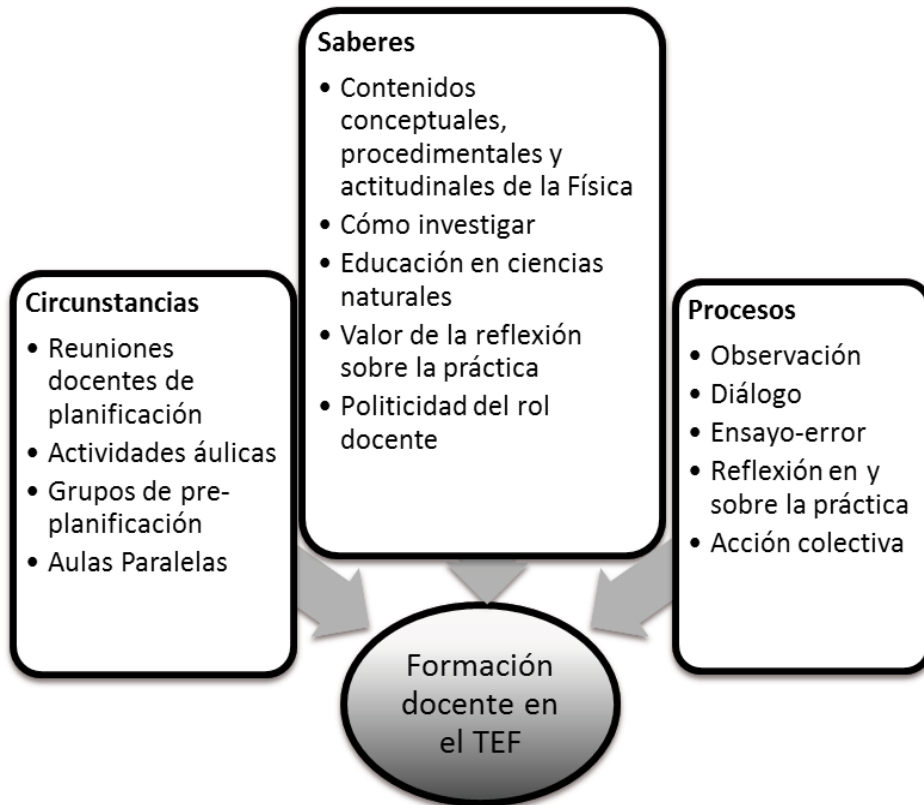 Saberes
• Contenidos
conceptuales,
procedimentales y
actitudinales de la Física
• Cómo investigar
• Educación en ciencias
naturales
• Valor de la reflexión
sobre la práctica
• Politicidad del rol
docente
Circunstancias
• Reuniones
docentes de
planificación
• Actividades áulicas
• Grupos de pre-
planificación
• Aulas Paralelas
Procesos
• Observación
• Diálogo
• Ensayo-error
• Reflexión en y
sobre la práctica
• Acción colectiva
Formación
docente en
el TEF